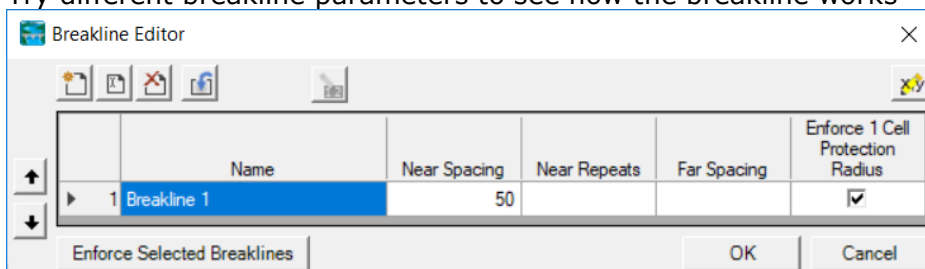 Try different breakline parameters to see how the breakline works
Breakline Editor
x,y
Enforce 1 Cell
Protection
Name Near Spacing Near Repeats Far Spacing Radius
1 Breakline 1 50
Enforce Selected Breaklines OK Cancel